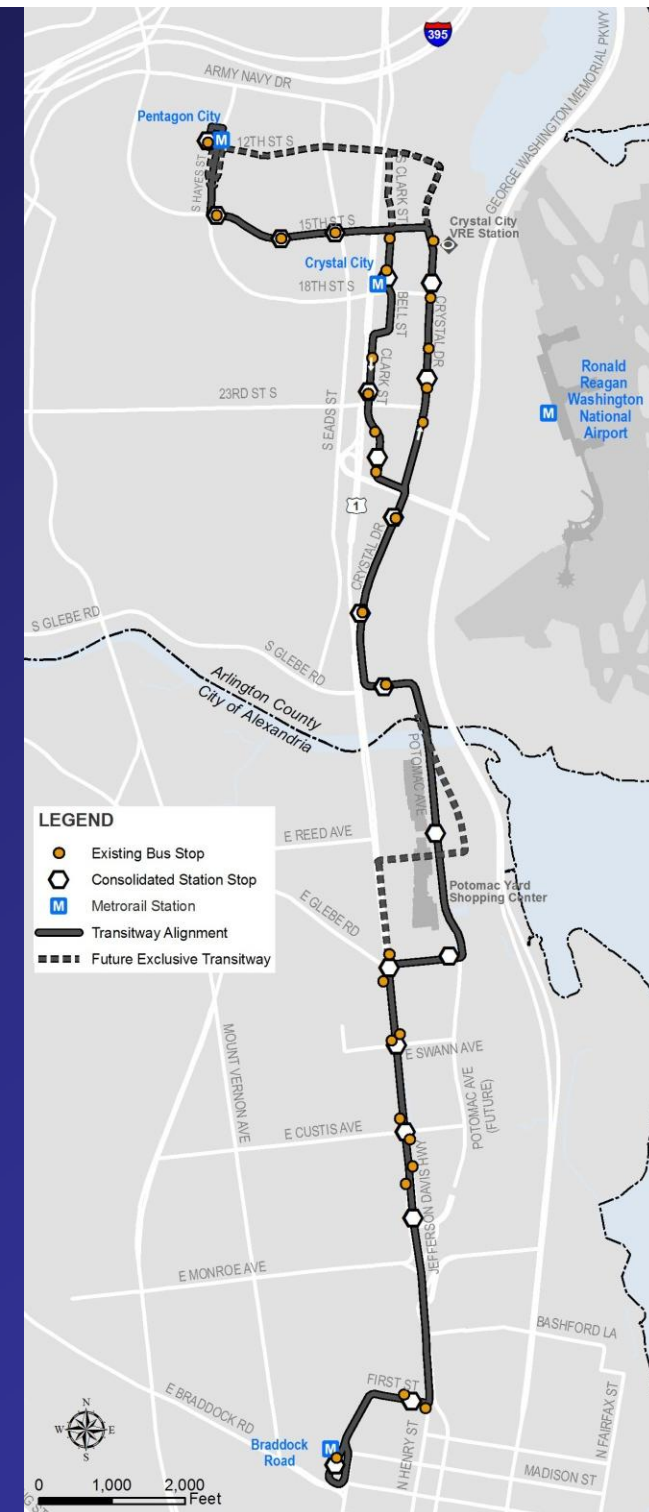 395
ARMY NAVY DR
GEORGE WASHINGTON MEMORIAL PKWY
Pentagon City
M
12TH ST S
S HAYES ST
S CLARK ST
15TH ST S
Crystal City
VRE Station
Crystal City
M
18TH ST S
BELL ST
CRYSTAL DR
CLARK ST
Ronald
Reagan
Washington
National
Airport
M
23RD ST S
S EADS ST
1
CRYSTAL DR
S GLEBE RD
S GLEBE RD
Arlington County
City of Alexandria
POTOMAC AVE
LEGEND
Existing Bus Stop
Consolidated Station Stop
M Metrorail Station
Transitway Alignment
Future Exclusive Transitway
E REED AVE
E GLEBE RD
Potomac Yard
Shopping Center
MOUNT VERNON AVE
E SWANN AVE
POTOMAC AVE
(FUTURE)
E CUSTIS AVE
JEFFERSON DAVIS HWY
E MONROE AVE
BASHFORD LA
FIRST ST
E BRADDOCK RD
N HENRY ST
N FAIRFAX ST
Braddock
Road
M
MADISON ST
N
W E
S
0 1,000 2,000
Feet